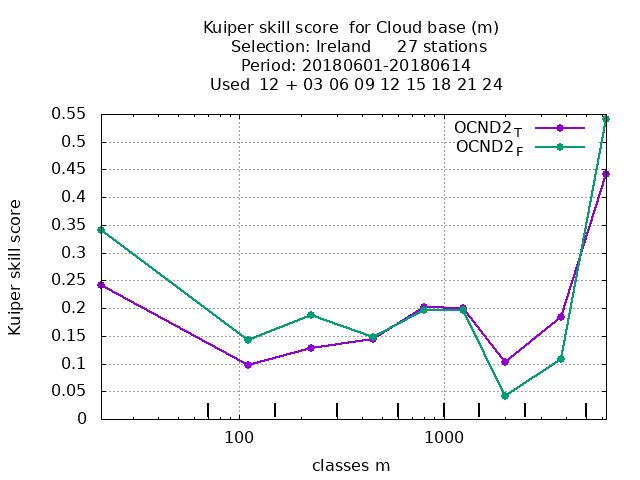 Kuiper skill score  for Cloud base (m)
Selection: Ireland     27 stations
Period: 20180601-20180614
Used  12 + 03 06 09 12 15 18 21 24
OCND2T
OCND2F
0.55
0.5
0.45
0.4
0.35
0.3
0.25
0.2
0.15
0.1
0.05
0
Kuiper skill score
100
1000
classes m